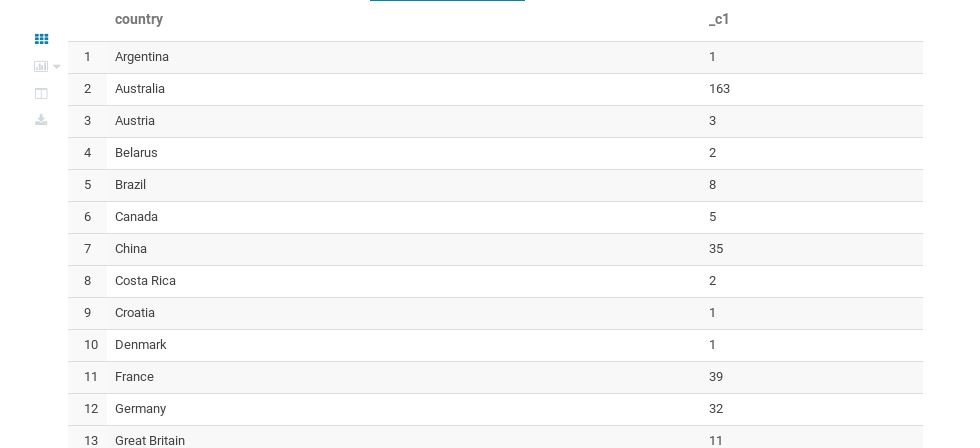 country _c1
1 Argentina 1
2 Australia 163
3 Austria 3
4 Belarus 2
5 Brazil 8
6 Canada 5
7 China 35
8 Costa Rica 2
9 Croatia 1
10 Denmark 1
11 France 39
12 Germany 32
13 Great Britain 11